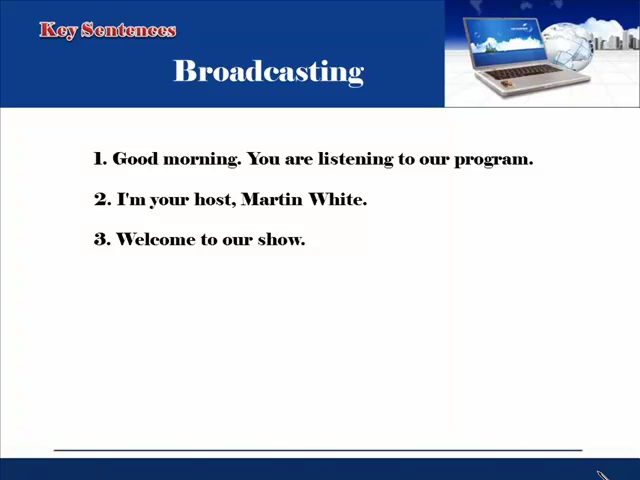 Key Sentences
Broadcasting
1. Good morning. You are listening to our program.
2. I'm your host, Martin White.
3. Welcome to our show.